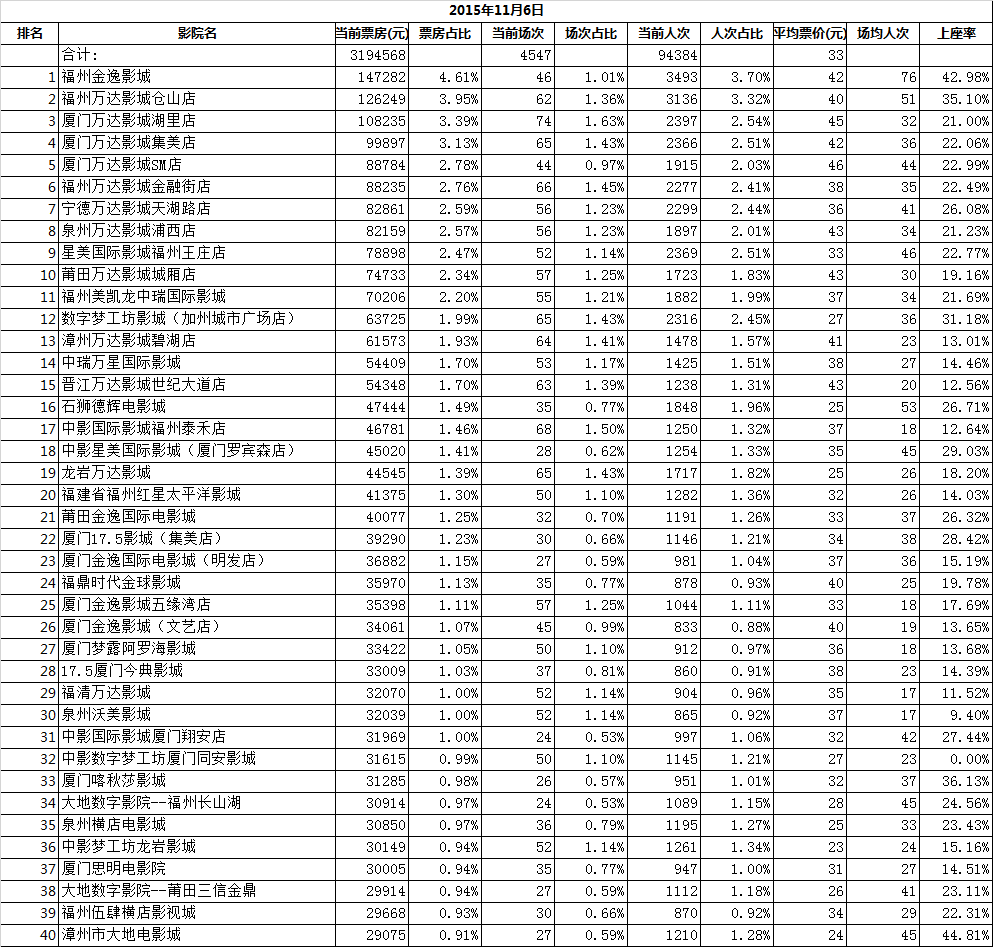 2015年11月6日
排名 影院名 当前票房(元) 票房占比 当前场次 场次占比 当前人次 人次占比 平均票价(元) 场均人次 上座率
合计: 3194568 4547 94384 33
1 福州金逸影城 147282 4.61% 46 1.01% 3493 3.70% 42 76 42.98%
2 福州万达影城仓山店 126249 3.95% 62 1.36% 3136 3.32% 40 51 35.10%
3 厦门万达影城湖里店 108235 3.39% 74 1.63% 2397 2.54% 45 32 21.00%
4 厦门万达影城集美店 99897 3.13% 65 1.43% 2366 2.51% 42 36 22.06%
5 厦门万达影城SM店 88784 2.78% 44 0.97% 1915 2.03% 46 44 22.99%
6 福州万达影城金融街店 88235 2.76% 66 1.45% 2277 2.41% 38 35 22.49%
7 宁德万达影城天湖路店 82861 2.59% 56 1.23% 2299 2.44% 36 41 26.08%
8 泉州万达影城浦西店 82159 2.57% 56 1.23% 1897 2.01% 43 34 21.23%
9 星美国际影城福州王庄店 78898 2.47% 52 1.14% 2369 2.51% 33 46 22.77%
10 莆田万达影城城厢店 74733 2.34% 57 1.25% 1723 1.83% 43 30 19.16%
11 福州美凯龙中瑞国际影城 70206 2.20% 55 1.21% 1882 1.99% 37 34 21.69%
12 数字梦工坊影城（加州城市广场店） 63725 1.99% 65 1.43% 2316 2.45% 27 36 31.18%
13 漳州万达影城碧湖店 61573 1.93% 64 1.41% 1478 1.57% 41 23 13.01%
14 中瑞万星国际影城 54409 1.70% 53 1.17% 1425 1.51% 38 27 14.46%
15 晋江万达影城世纪大道店 54348 1.70% 63 1.39% 1238 1.31% 43 20 12.56%
16 石狮德辉电影城 47444 1.49% 35 0.77% 1848 1.96% 25 53 26.71%
17 中影国际影城福州泰禾店 46781 1.46% 68 1.50% 1250 1.32% 37 18 12.64%
18 中影星美国际影城（厦门罗宾森店） 45020 1.41% 28 0.62% 1254 1.33% 35 45 29.03%
19 龙岩万达影城 44545 1.39% 65 1.43% 1717 1.82% 25 26 18.20%
20 福建省福州红星太平洋影城 41375 1.30% 50 1.10% 1282 1.36% 32 26 14.03%
21 莆田金逸国际电影城 40077 1.25% 32 0.70% 1191 1.26% 33 37 26.32%
22 厦门17.5影城（集美店） 39290 1.23% 30 0.66% 1146 1.21% 34 38 28.42%
23 厦门金逸国际电影城（明发店） 36882 1.15% 27 0.59% 981 1.04% 37 36 15.19%
24 福鼎时代金球影城 35970 1.13% 35 0.77% 878 0.93% 40 25 19.78%
25 厦门金逸影城五缘湾店 35398 1.11% 57 1.25% 1044 1.11% 33 18 17.69%
26 厦门金逸影城（文艺店） 34061 1.07% 45 0.99% 833 0.88% 40 19 13.65%
27 厦门梦露阿罗海影城 33422 1.05% 50 1.10% 912 0.97% 36 18 13.68%
28 17.5厦门今典影城 33009 1.03% 37 0.81% 860 0.91% 38 23 14.39%
29 福清万达影城 32070 1.00% 52 1.14% 904 0.96% 35 17 11.52%
30 泉州沃美影城 32039 1.00% 52 1.14% 865 0.92% 37 17 9.40%
31 中影国际影城厦门翔安店 31969 1.00% 24 0.53% 997 1.06% 32 42 27.44%
32 中影数字梦工坊厦门同安影城 31615 0.99% 50 1.10% 1145 1.21% 27 23 0.00%
33 厦门喀秋莎影城 31285 0.98% 26 0.57% 951 1.01% 32 37 36.13%
34 大地数字影院--福州长山湖 30914 0.97% 24 0.53% 1089 1.15% 28 45 24.56%
35 泉州横店电影城 30850 0.97% 36 0.79% 1195 1.27% 25 33 23.43%
36 中影梦工坊龙岩影城 30149 0.94% 52 1.14% 1261 1.34% 23 24 15.16%
37 厦门思明电影院 30005 0.94% 35 0.77% 947 1.00% 31 27 14.51%
38 大地数字影院--莆田三信金鼎 29914 0.94% 27 0.59% 1112 1.18% 26 41 23.11%
39 福州伍肆横店影视城 29668 0.93% 30 0.66% 870 0.92% 34 29 22.31%
40 漳州市大地电影城 29075 0.91% 27 0.59% 1210 1.28% 24 45 44.81%